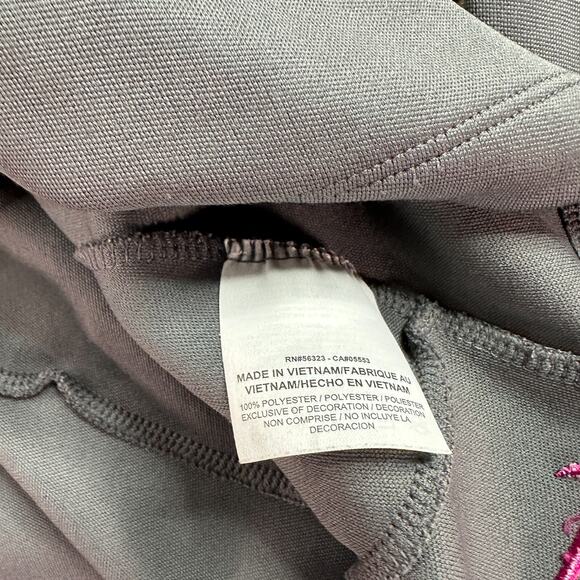 RN#56323 - CA#05553
MADE IN VIETNAM/FABRIQUE AU
VIETNAM/HECHO EN VIETNAM
100% POLYESTER / POLYESTER / POLIESTER
EXCLUSIVE OF DECORATION / DECORATION
NON COMPRISE / NO INCLUYE LA
DECORACION